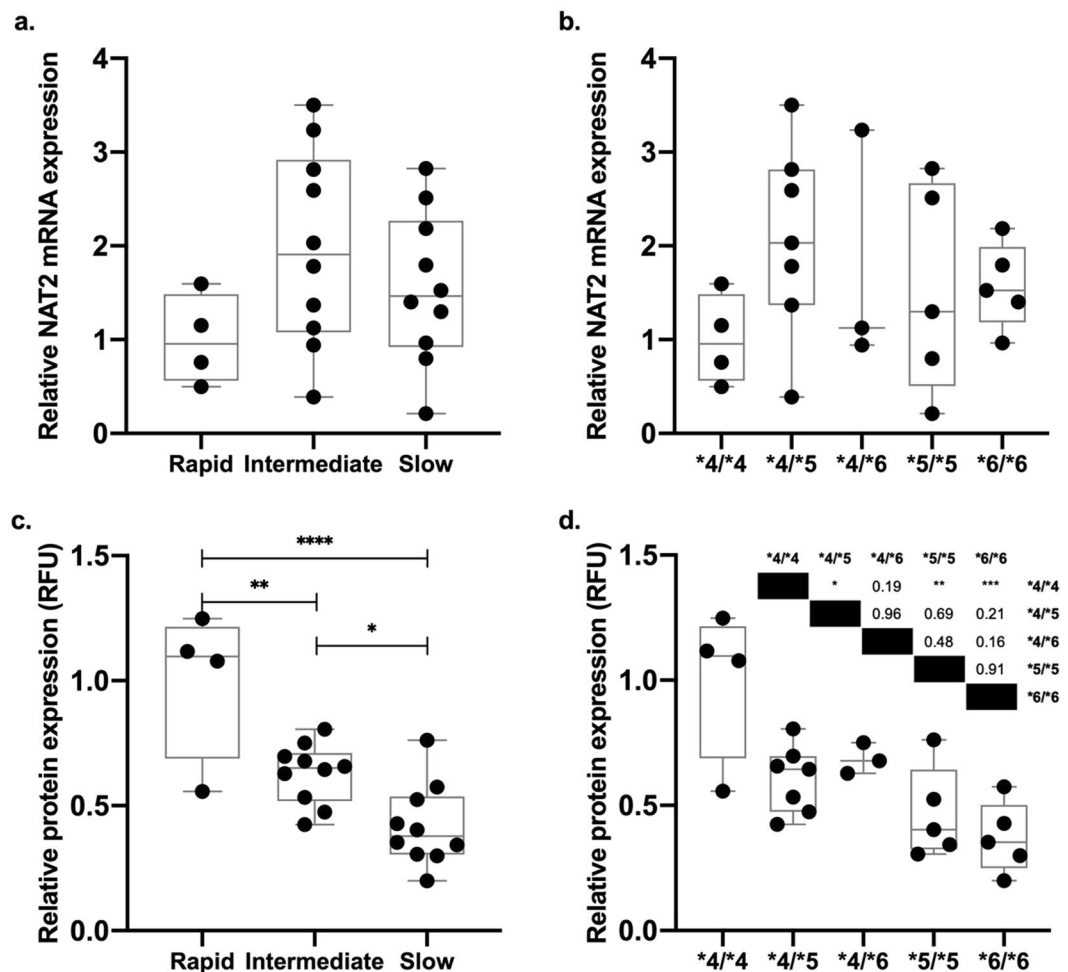 a.
Relative NAT2 mRNA expression
4
3
2
1
0
Rapid Intermediate Slow
b.
Relative NAT2 mRNA expression
4
3
2
1
0
*4/*4 *4/*5 *4/*6 *5/*5 *6/*6
c.
Relative protein expression (RFU)
1.5
1.0
0.5
0.0
****
**
*
Rapid Intermediate Slow
d.
Relative protein expression (RFU)
1.5
1.0
0.5
0.0
*4/*4 *4/*5 *4/*6 *5/*5 *6/*6
* 0.19 ** *** *4/*4
0.96 0.69 0.21 *4/*5
0.48 0.16 *4/*6
0.91 *5/*5
*6/*6
*4/*4 *4/*5 *4/*6 *5/*5 *6/*6